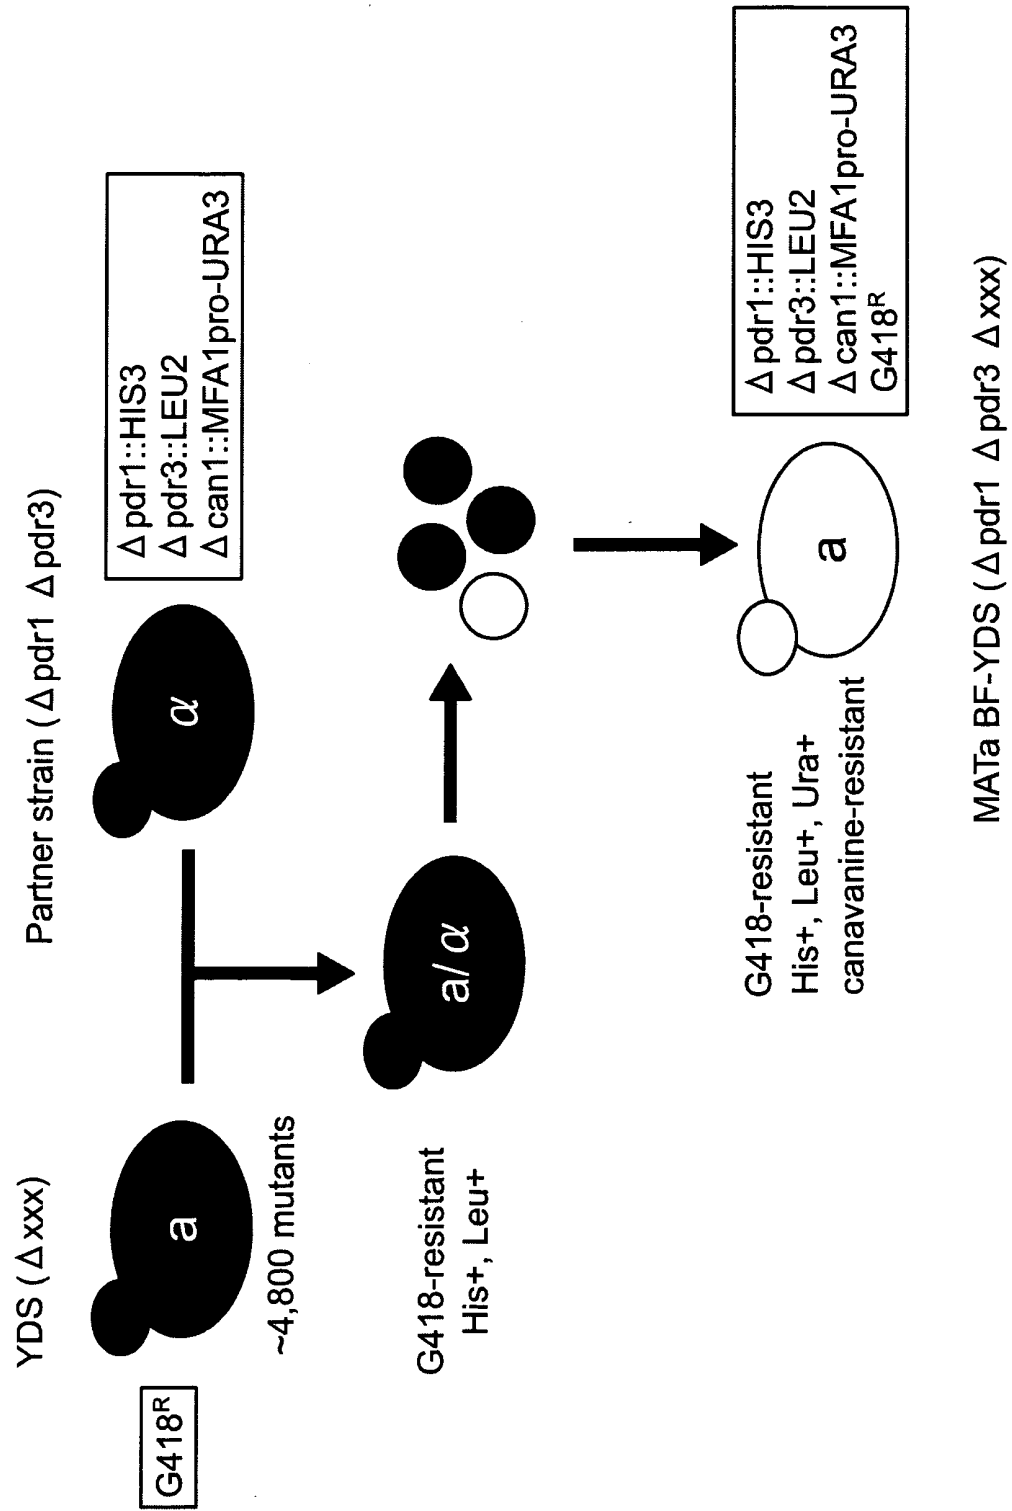 YDS (Δxxx)
Partner strain (Δpdr1 Δpdr3)
G418R
a
α
Δpdr1::HIS3
Δpdr3::LEU2
Δcan1::MFA1pro-URA3
~4,800 mutants
G418-resistant
His+, Leu+
a/α
G418-resistant
His+, Leu+, Ura+
canavanine-resistant
a
Δpdr1::HIS3
Δpdr3::LEU2
Δcan1::MFA1pro-URA3
G418R
MATa BF-YDS (Δpdr1 Δpdr3 Δxxx)